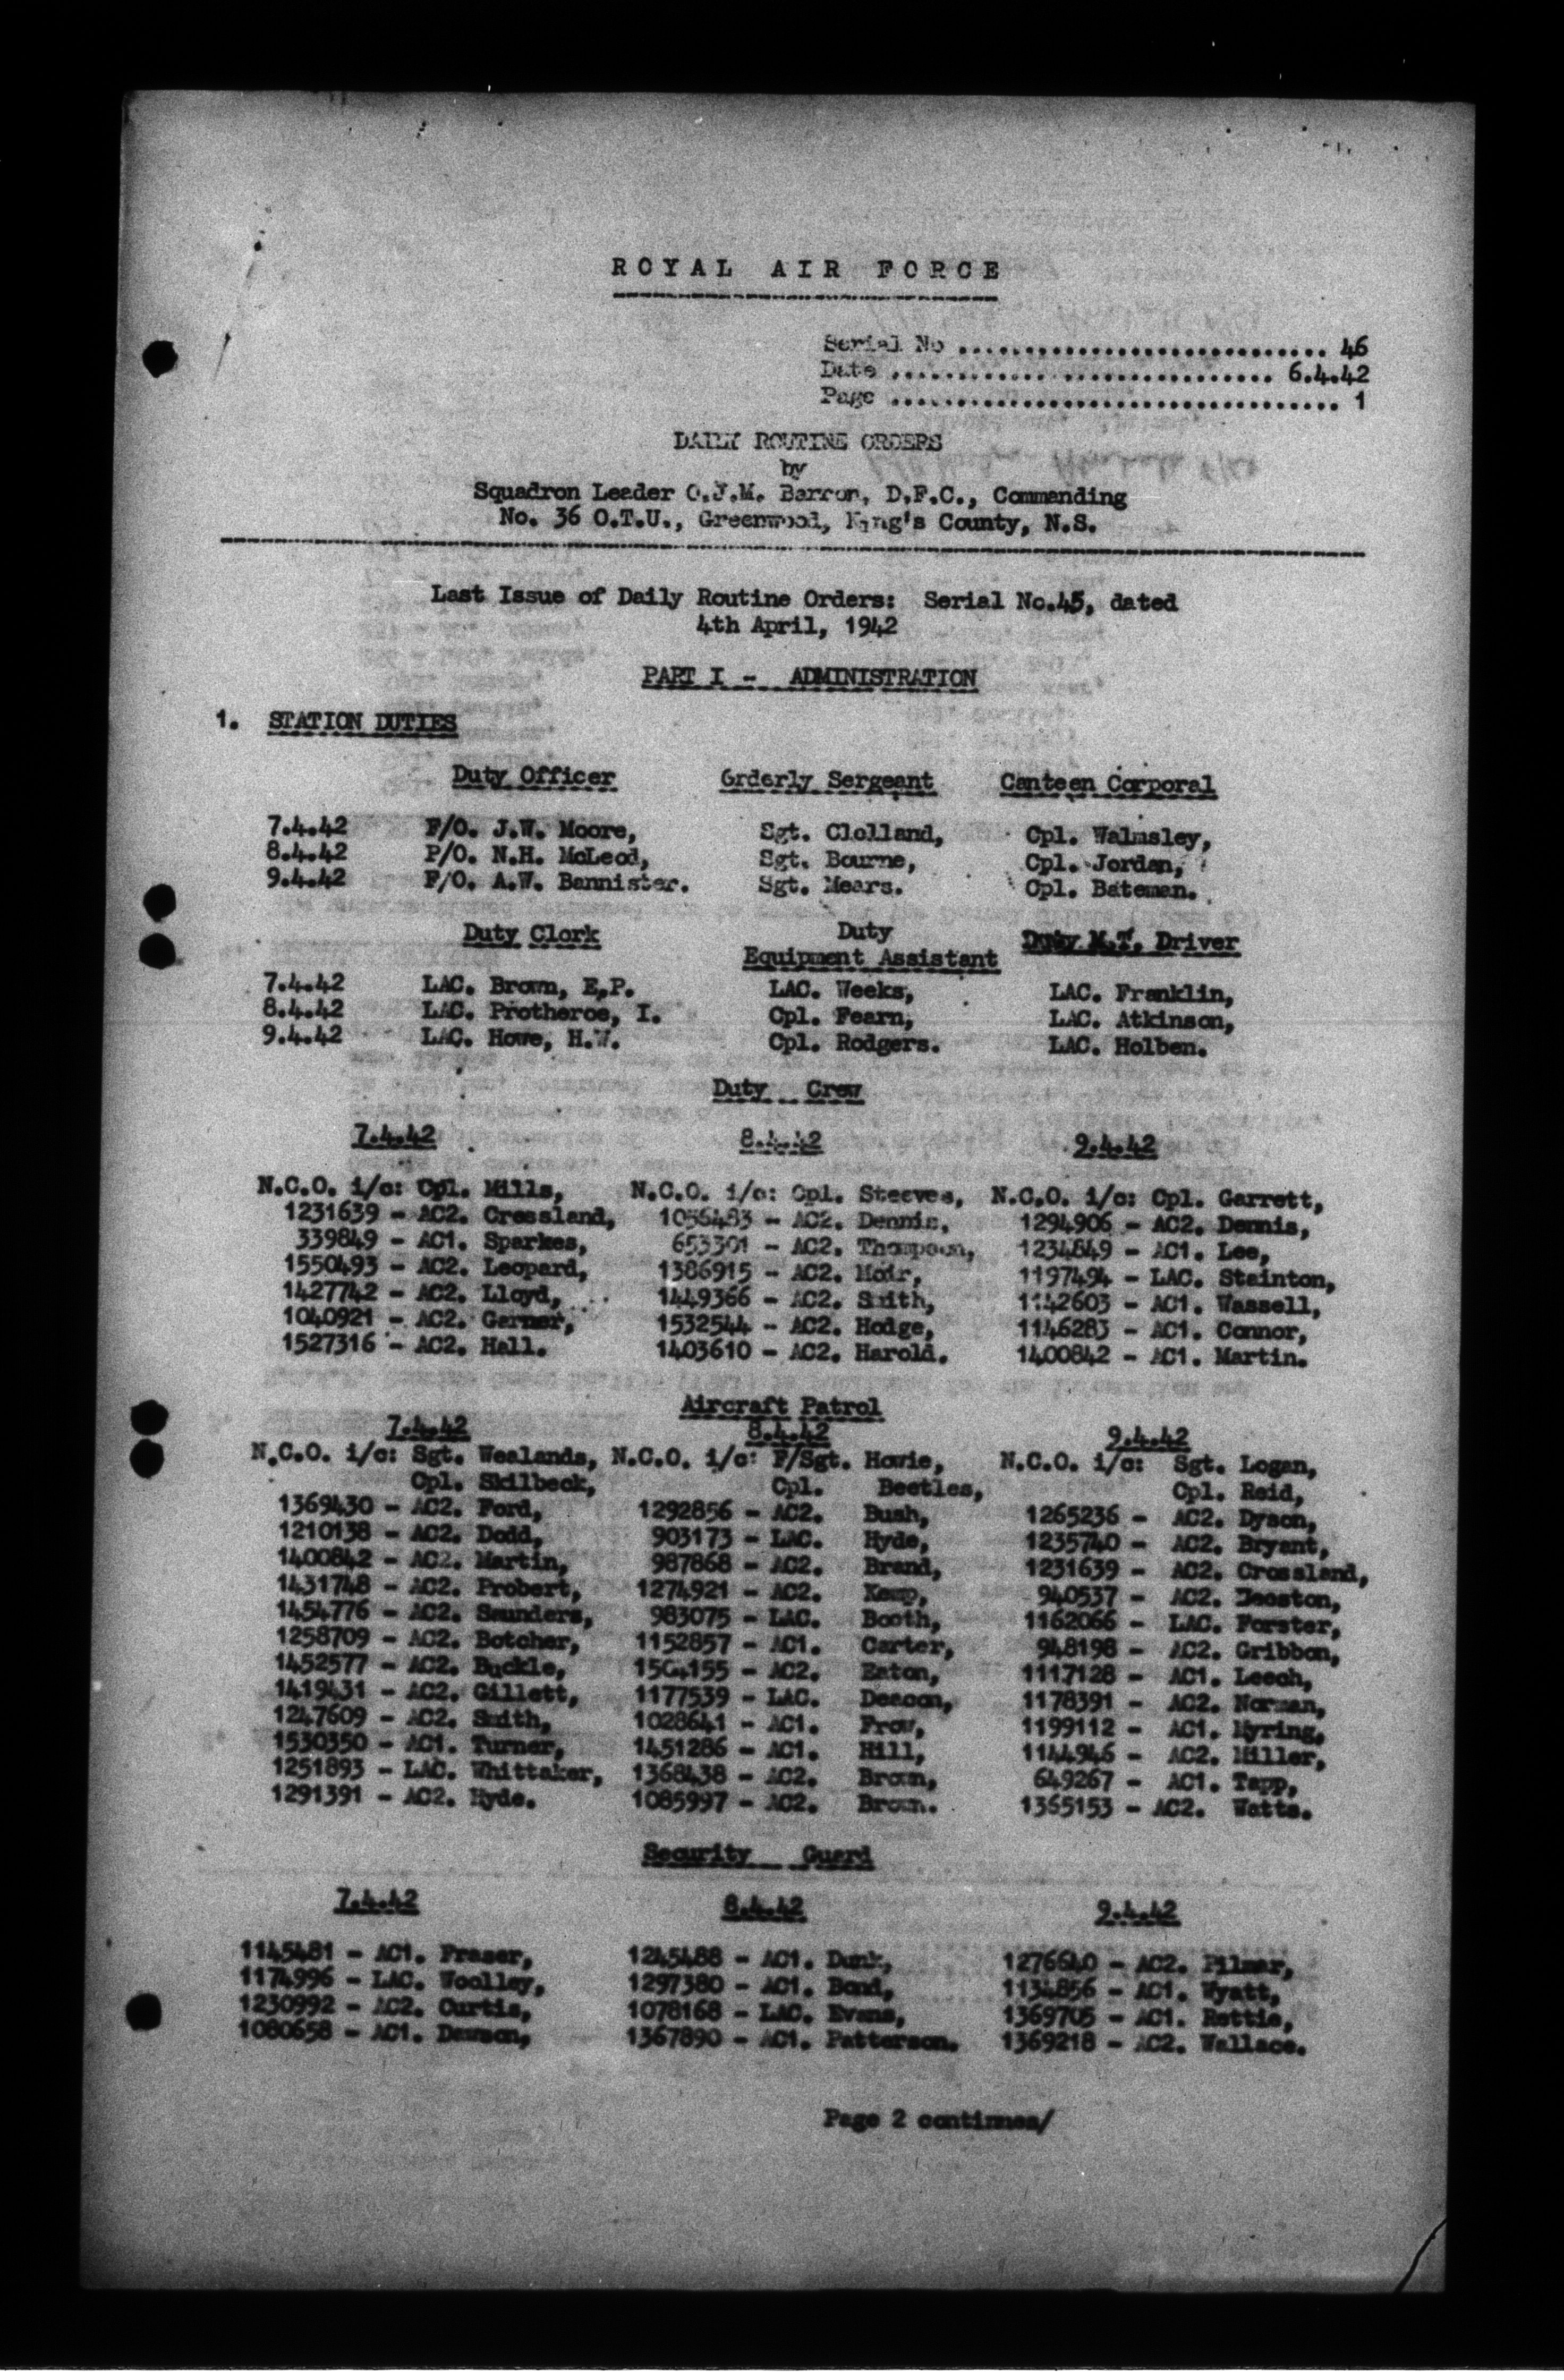 ROYAL AIR FORCE
Serial No .............................. 46
Date ................................ 6.4.42
Page .................................... 1
DAILY ROUTINE ORDERS
by
Squadron Leader O.J.M. Barron, D.F.C., Commanding
No. 36 O.T.U., Greenwood, King's County, N.S.
Last Issue of Daily Routine Orders: Serial No.45, dated
4th April, 1942
PART I - ADMINISTRATION
1. STATION DUTIES
Duty Officer Orderly Sergeant Canteen Corporal
7.4.42 F/O. J.W. Moore, Sgt. Clolland, Cpl. Walmsley,
8.4.42 P/O. N.H. McLeod, Sgt. Bourne, Cpl. Jordan,
9.4.42 F/O. A.W. Bannister. Sgt. Mears. Cpl. Bateman.
Duty Clerk Duty Equipment Assistant Duty M.T. Driver
7.4.42 LAC. Brown, E.P. LAC. Weeks, LAC. Franklin,
8.4.42 LAC. Protheroe, I. Cpl. Fearn, LAC. Atkinson,
9.4.42 LAC. Howe, H.W. Cpl. Rodgers. LAC. Holben.
Duty Crew
7.4.42 8.4.42 9.4.42
N.C.O. i/c: Cpl. Mills, N.C.O. i/c: Cpl. Steeves, N.C.O. i/c: Cpl. Garrett,
1231639 - AC2. Cressland, 1056483 - AC2. Dennis, 1294906 - AC2. Dennis,
339849 - AC1. Sparkes, 653301 - AC2. Thompson, 1234849 - AC1. Lee,
1550493 - AC2. Leopard, 1386915 - AC2. Moir, 1197494 - LAC. Stainton,
1427742 - AC2. Lloyd, 1449366 - AC2. Smith, 1142603 - AC1. Wassell,
1040921 - AC2. Garner, 1532544 - AC2. Hodge, 1146283 - AC1. Connor,
1527316 - AC2. Hall. 1403610 - AC2. Harold. 1400842 - AC1. Martin.
Aircraft Patrol
7.4.42 8.4.42 9.4.42
N.C.O. i/c: Sgt. Wealands, N.C.O. i/c: F/Sgt. Howie, N.C.O. i/c: Sgt. Logan,
Cpl. Skilbeck, Cpl. Beetles, Cpl. Reid,
1369430 - AC2. Ford, 1292856 - AC2. Bush, 1265236 - AC2. Dyson,
1210138 - AC2. Dodd, 903173 - LAC. Hyde, 1235740 - AC2. Bryant,
1400842 - AC2. Martin, 987868 - AC2. Brand, 1231639 - AC2. Crossland,
1431748 - AC2. Probert, 1274921 - AC2. Kemp, 940537 - AC2. Beeston,
1454776 - AC2. Saunders, 983075 - LAC. Booth, 1162066 - LAC. Forster,
1258709 - AC2. Botcher, 1152857 - AC1. Carter, 948198 - AC2. Gribbon,
1452577 - AC2. Buckle, 1504155 - AC2. Eaton, 1117128 - AC1. Leech,
1419431 - AC2. Gillett, 1177539 - LAC. Deacon, 1178391 - AC2. Norman,
1247609 - AC2. Smith, 1028641 - AC1. Frow, 1199112 - AC1. Myring,
1530350 - AC1. Turner, 1451286 - AC1. Hill, 1144946 - AC2. Miller,
1251893 - LAC. Whittaker, 1368438 - AC2. Brown, 649267 - AC1. Tapp,
1291391 - AC2. Hyde. 1085997 - AC2. Brown. 1365153 - AC2. Watts.
Security Guard
7.4.42 8.4.42 9.4.42
1145481 - AC1. Fraser, 1245488 - AC1. Dunk, 1276640 - AC2. Pilmar,
1174996 - LAC. Woolley, 1297380 - AC1. Bond, 1134856 - AC1. Wyatt,
1230992 - AC2. Curtis, 1078168 - LAC. Evans, 1369705 - AC1. Rettie,
1080658 - AC1. Dawson, 1367890 - AC1. Patterson. 1369218 - AC2. Wallace.
Page 2 continues/